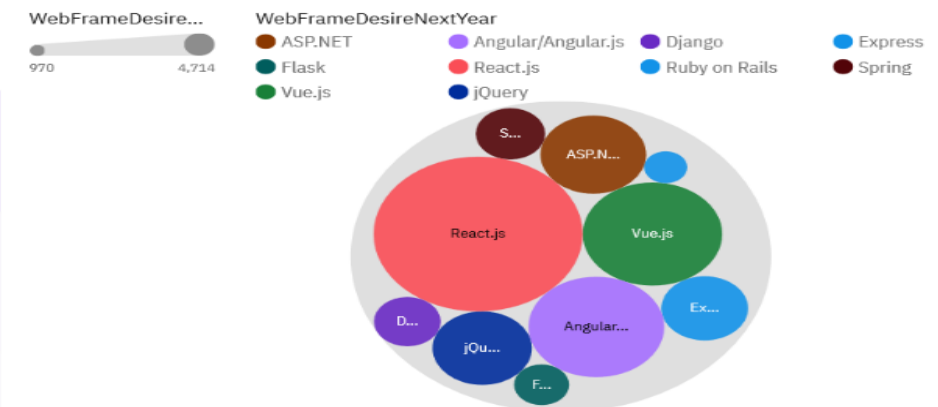 WebFrameDesire...
970 4,714
WebFrameDesireNextYear
ASP.NET Angular/Angular.js Django Express
Flask React.js Ruby on Rails Spring
Vue.js jQuery
S...
ASP.N...
React.js Vue.js
D... Ex...
jQu... Angular...
F...